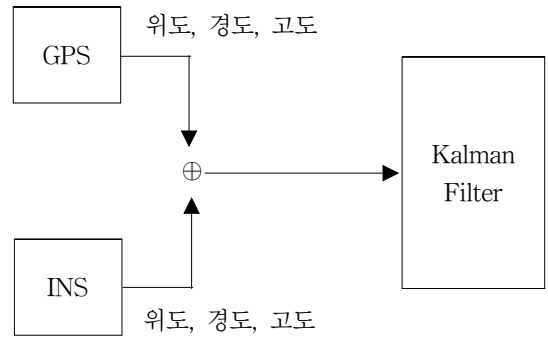 위도, 경도, 고도
GPS
Kalman
Filter
⊕
INS
위도, 경도, 고도